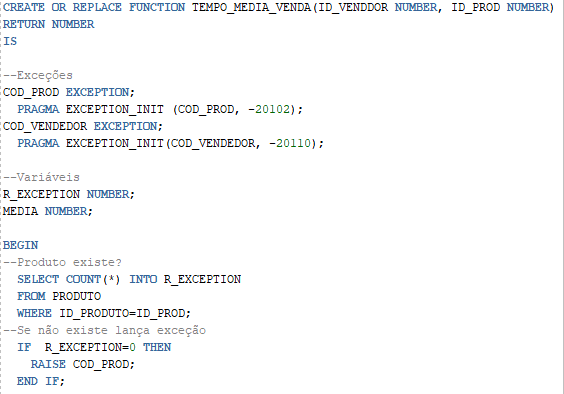 CREATE OR REPLACE FUNCTION TEMPO_MEDIA_VENDA(ID_VENDDOR NUMBER, ID_PROD NUMBER)
RETURN NUMBER
IS
--Exceções
COD_PROD EXCEPTION;
PRAGMA EXCEPTION_INIT (COD_PROD, -20102);
COD_VENDEDOR EXCEPTION;
PRAGMA EXCEPTION_INIT(COD_VENDEDOR, -20110);
--Variáveis
R_EXCEPTION NUMBER;
MEDIA NUMBER;
BEGIN
--Produto existe?
SELECT COUNT(*) INTO R_EXCEPTION
FROM PRODUTO
WHERE ID_PRODUTO=ID_PROD;
--Se não existe lança exceção
IF R_EXCEPTION=0 THEN
RAISE COD_PROD;
END IF;